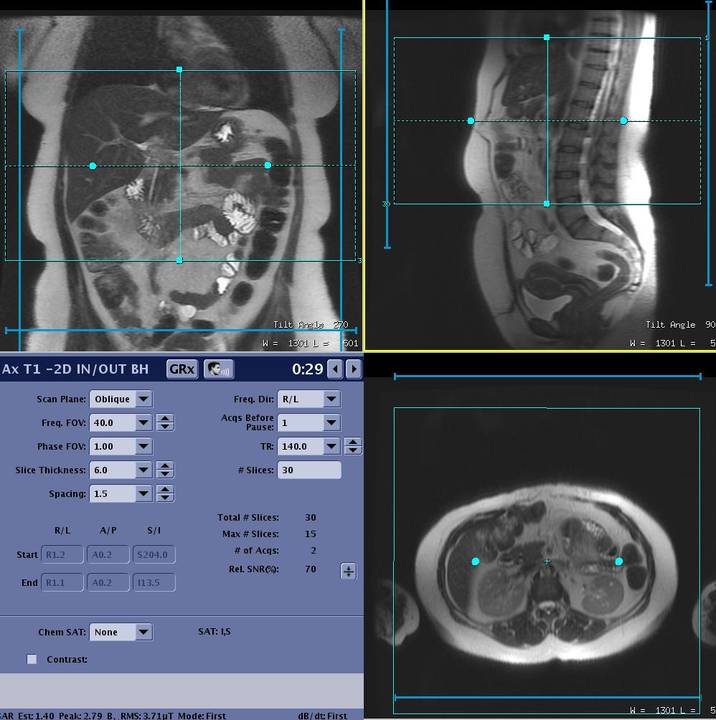 Tilt Angle 270
W = 1301 L = 501
Tilt Angle 90
W = 1301 L = 5
Ax T1 -2D IN/OUT BH
GRx
0:29
Scan Plane: Oblique
Freq. FOV: 40.0
Phase FOV: 1.00
Slice Thickness: 6.0
Spacing: 1.5
Freq. Dir: R/L
Acqs Before
Pause: 1
TR: 140.0
# Slices: 30
Total # Slices: 30
Max # Slices: 15
# of Acqs: 2
Rel. SNR(%): 70
R/L A/P S/I
Start R1.2 A0.2 S204.0
End R1.1 A0.2 I13.5
Chem SAT: None SAT: I,S
Contrast:
SAR Est:1.40 Peak: 2.79 B, RMS:3.71µT Mode:First dB/dt: First
W = 1301 L = 5